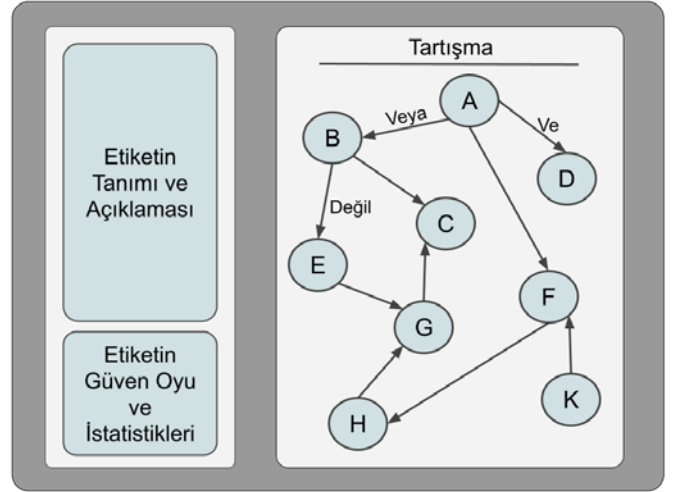 Etiketin
Tanımı ve
Açıklaması
Etiketin
Güven Oyu
ve
İstatistikleri
Tartışma
A
Veya
Ve
B
D
Değil
C
E
F
G
K
H